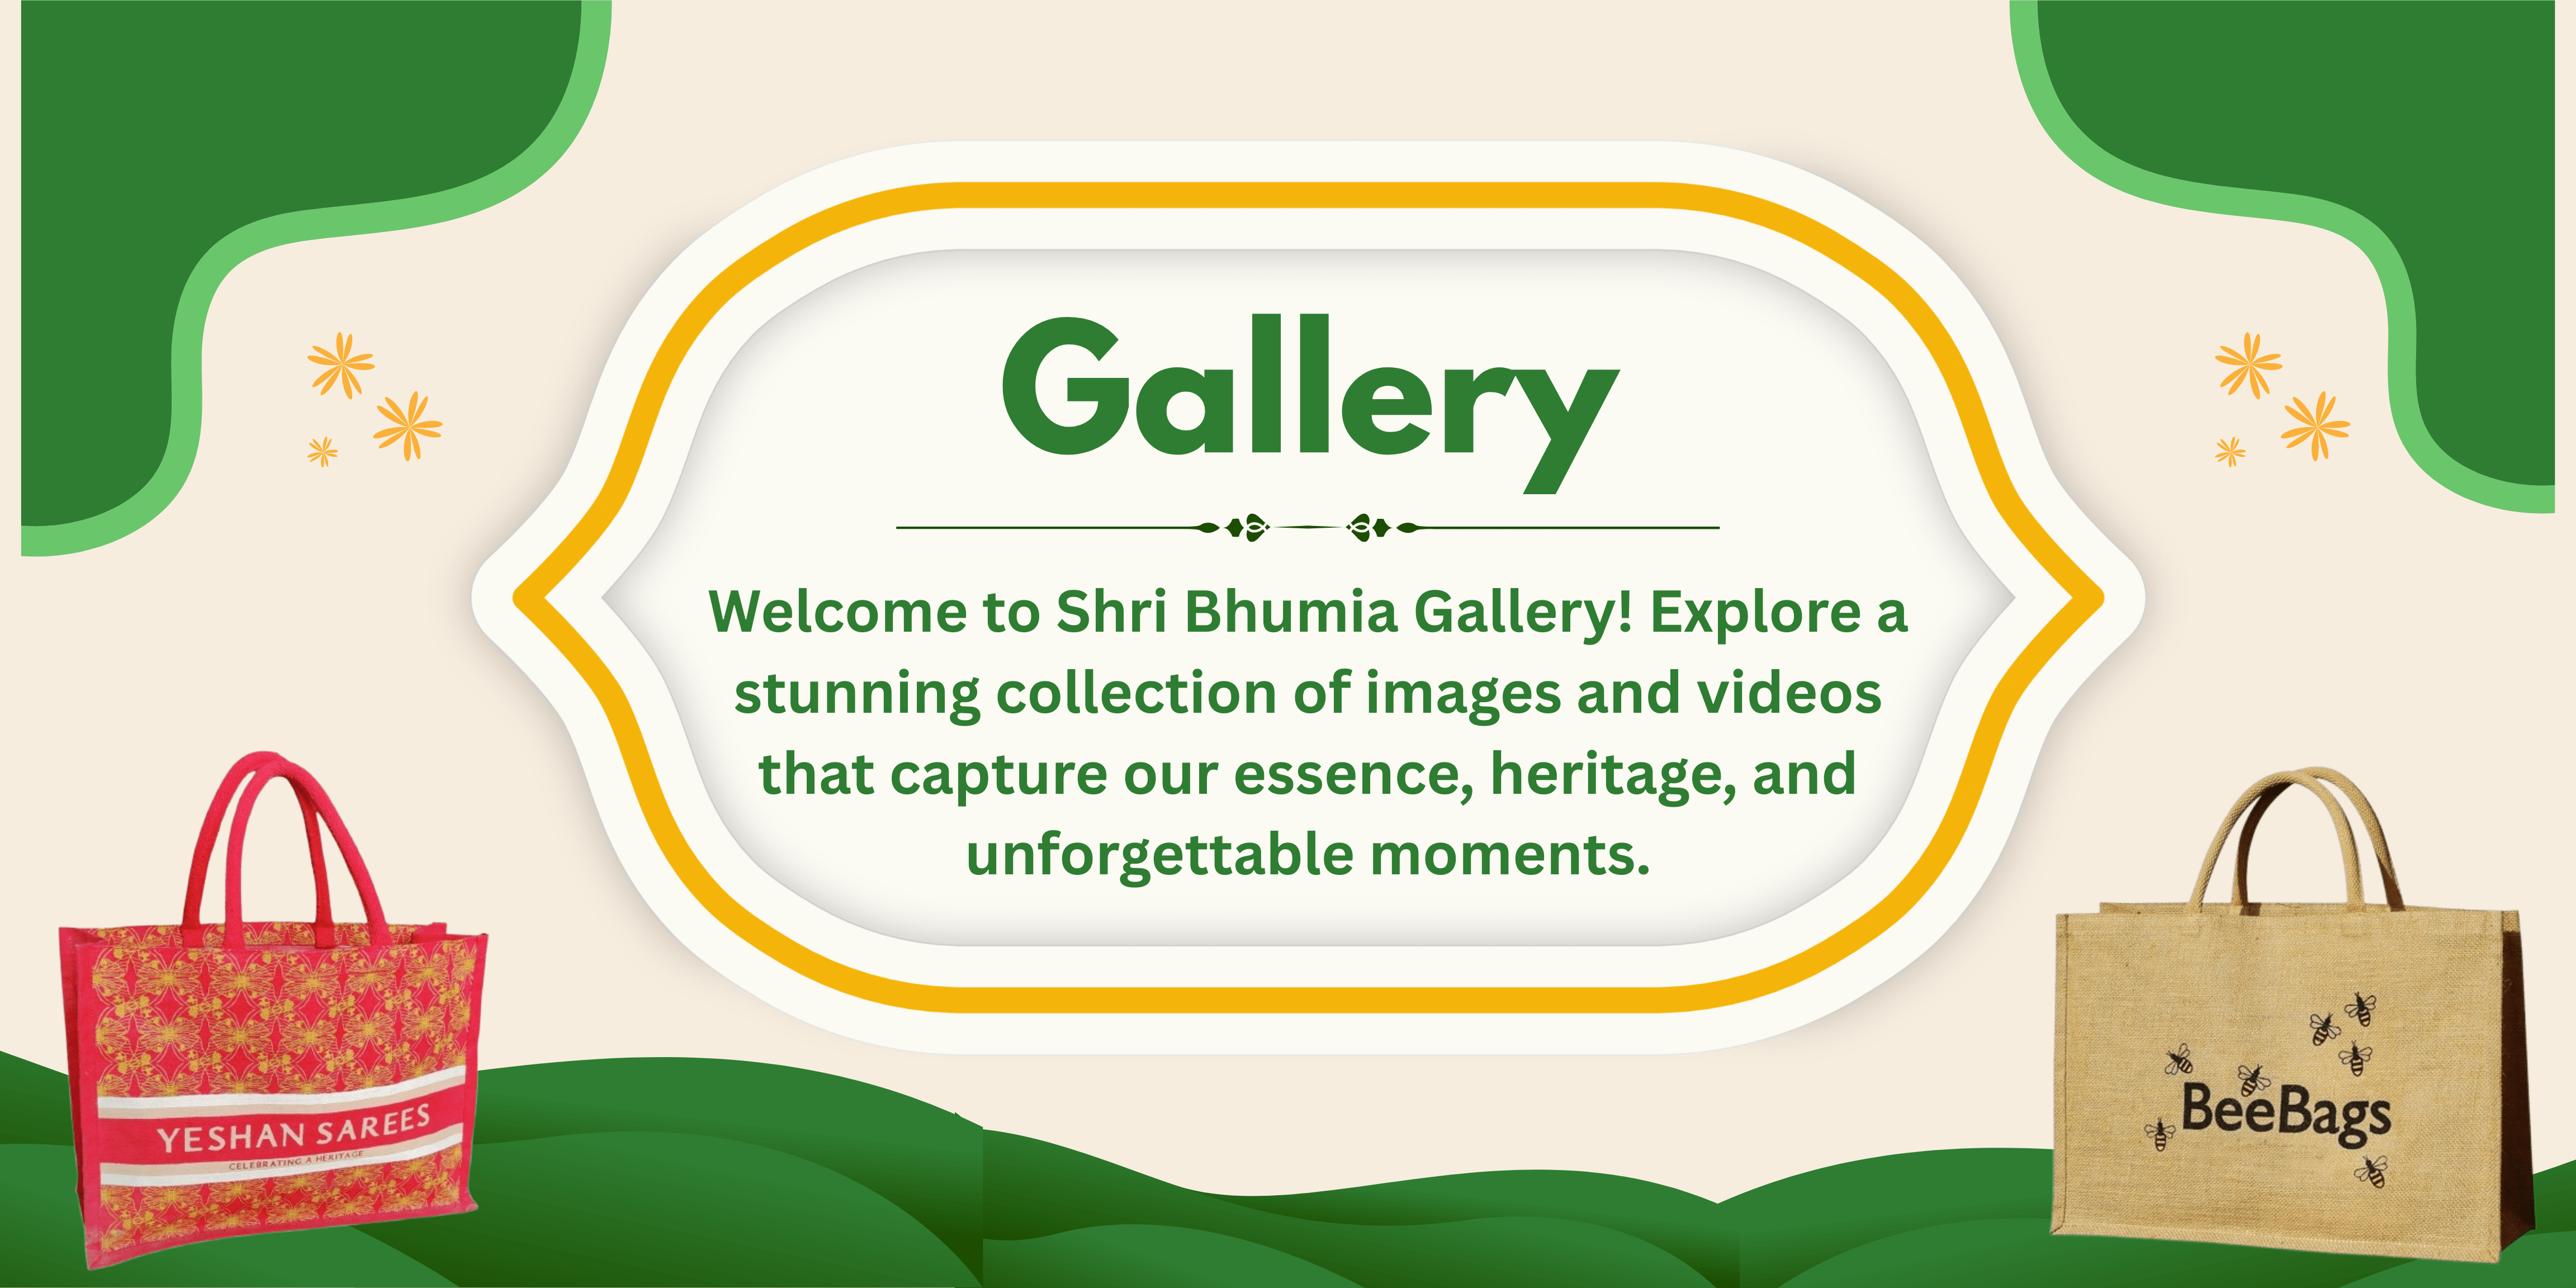 Gallery
Welcome to Shri Bhumia Gallery! Explore a
stunning collection of images and videos
that capture our essence, heritage, and
unforgettable moments.
YESHAN SAREES
CELEBRATING A HERITAGE
BeeBags